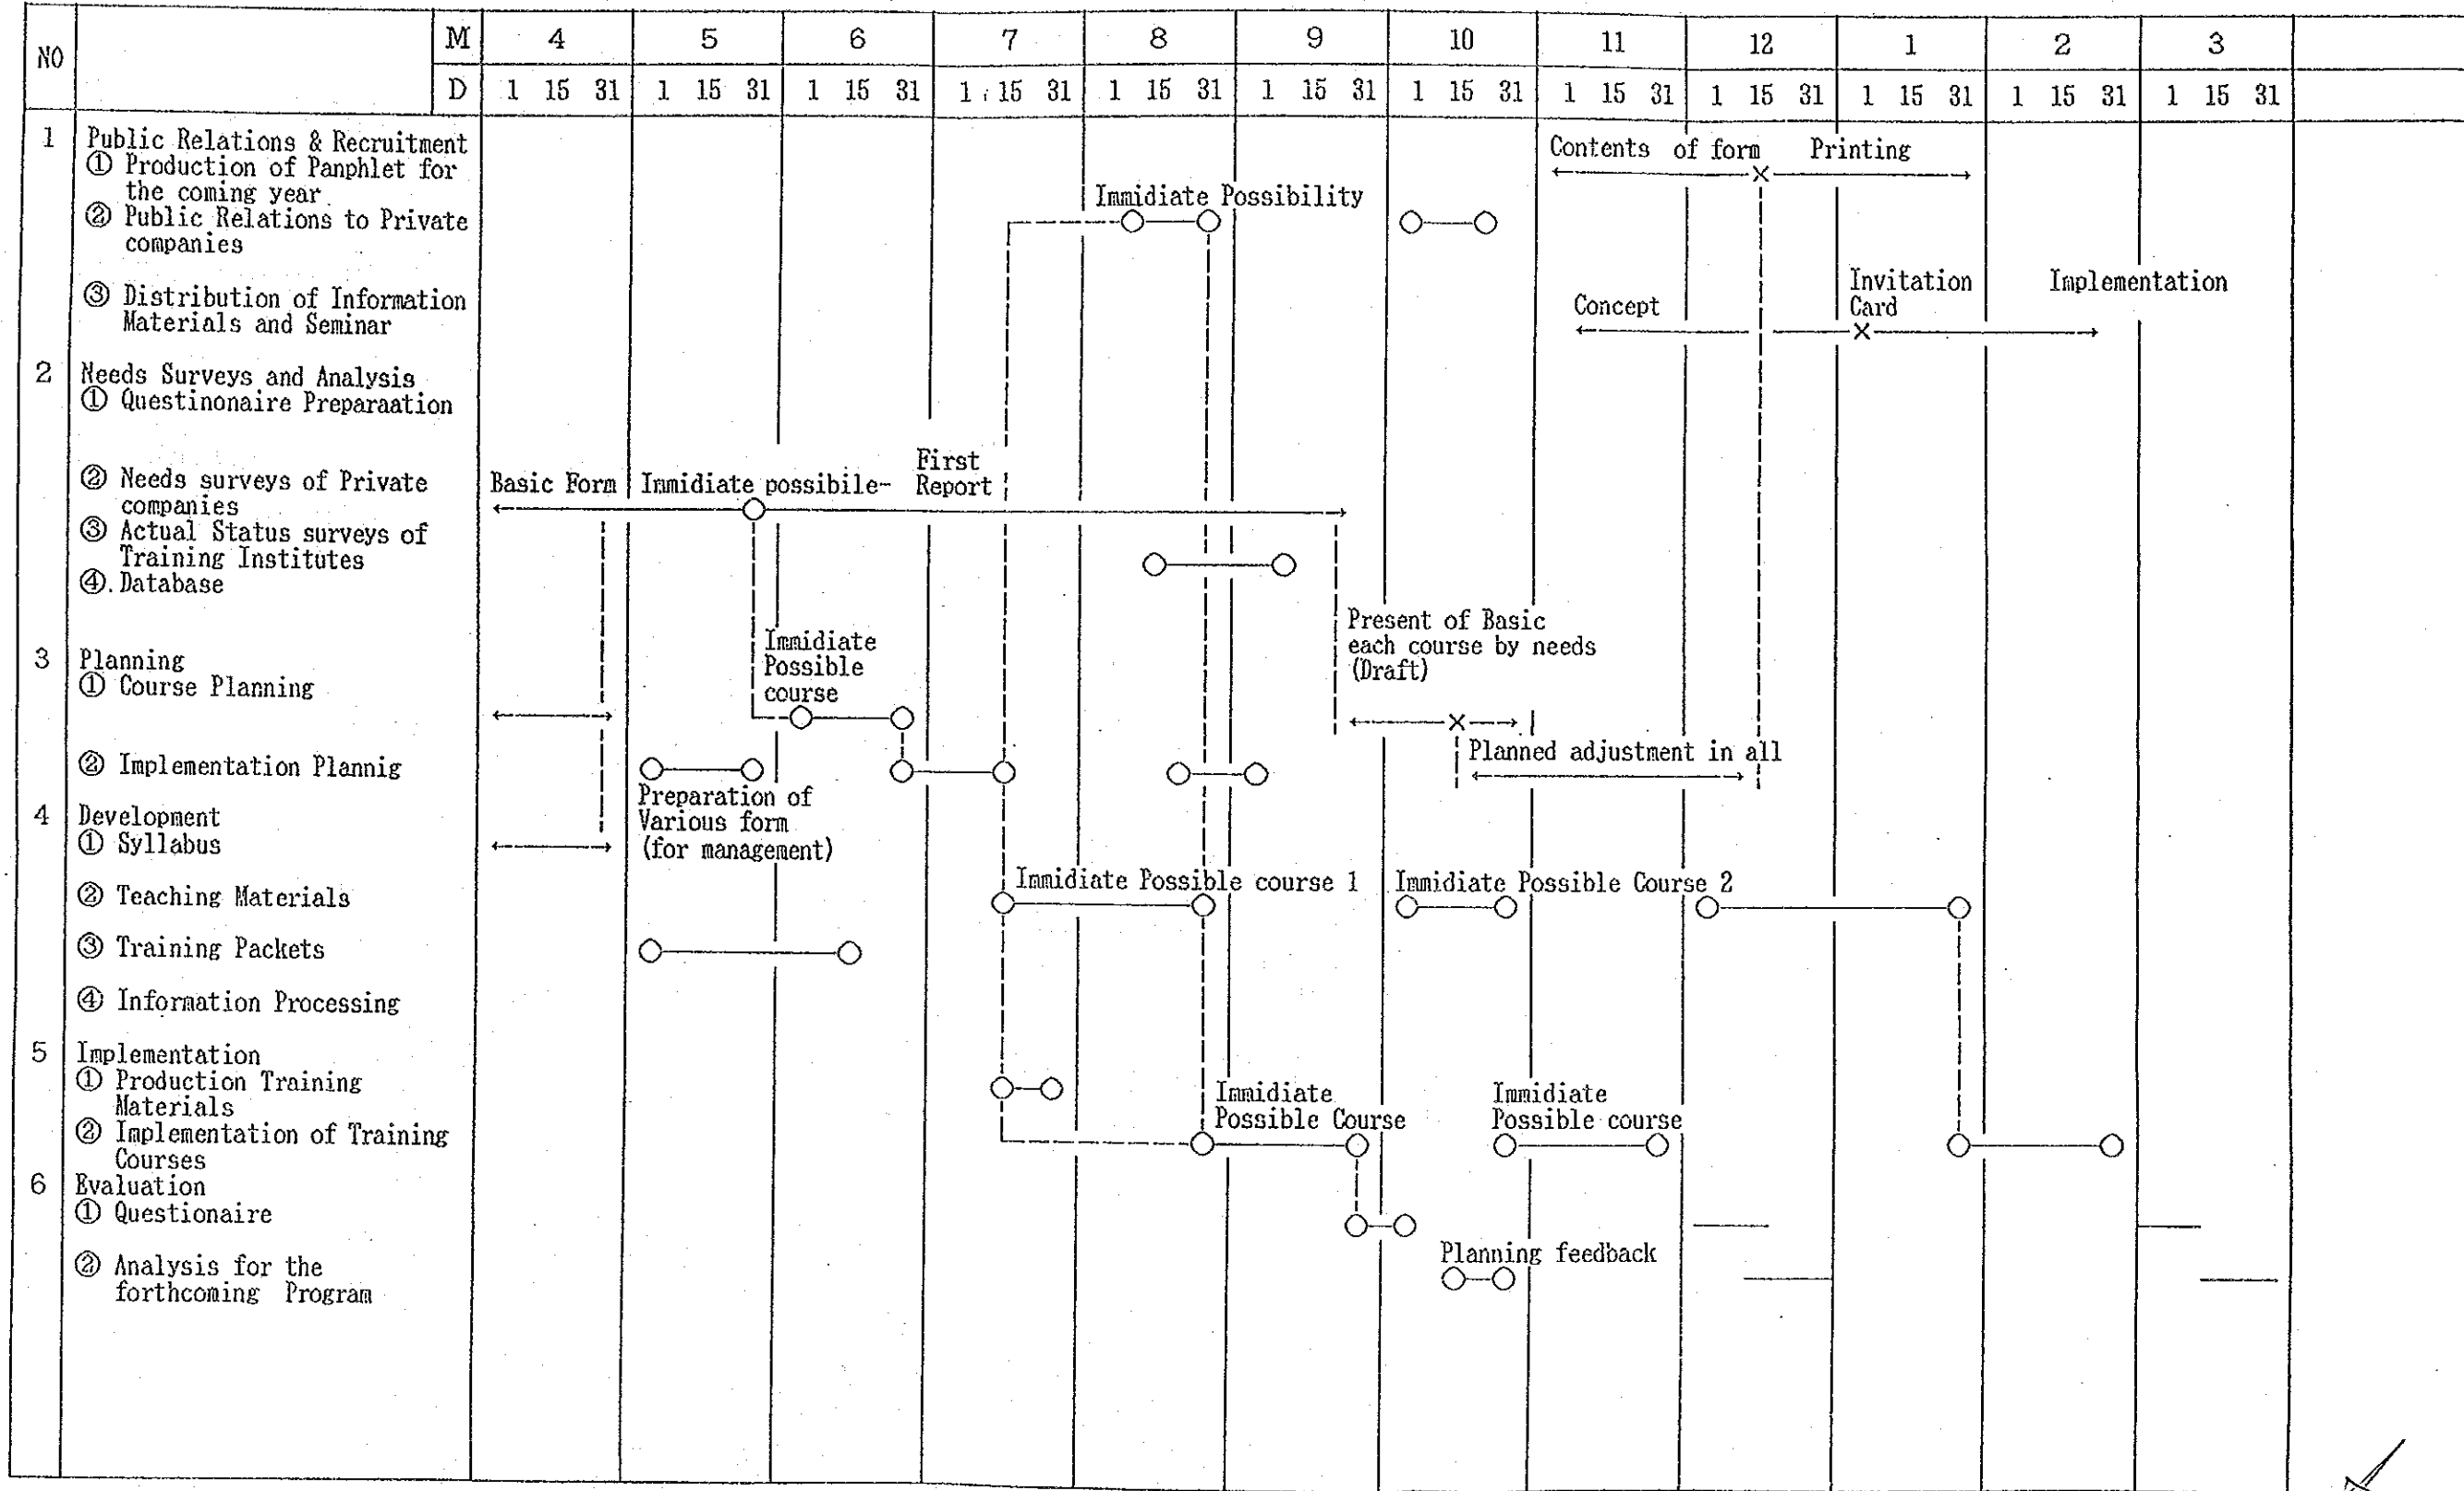 NO M 4 5 6 7 8 9 10 11 12 1 2 3
D 1 15 31 1 15 31 1 15 31 1 15 31 1 15 31 1 15 31 1 15 31 1 15 31 1 15 31 1 15 31 1 15 31 1 15 31
1 Public Relations & Recruitment
① Production of Panphlet for
the coming year
Contents of form Printing
② Public Relations to Private
companies
Immidiate Possibility
③ Distribution of Information
Materials and Seminar
Concept
Invitation
Card
Implementation
2 Needs Surveys and Analysis
① Questinonaire Preparaation
② Needs surveys of Private
companies
Basic Form
Immidiate possibile-
First
Report
③ Actual Status surveys of
Training Institutes
④. Database
3 Planning
① Course Planning
Immidiate
Possible
course
Present of Basic
each course by needs
(Draft)
② Implementation Plannig
Planned adjustment in all
Preparation of
Various form
(for management)
4 Development
① Syllabus
② Teaching Materials
Immidiate Possible course 1
Immidiate Possible Course 2
③ Training Packets
④ Information Processing
5 Implementation
① Production Training
Materials
② Implementation of Training
Courses
Immidiate
Possible Course
Immidiate
Possible course
6 Evaluation
① Questionaire
② Analysis for the
forthcoming Program
Planning feedback